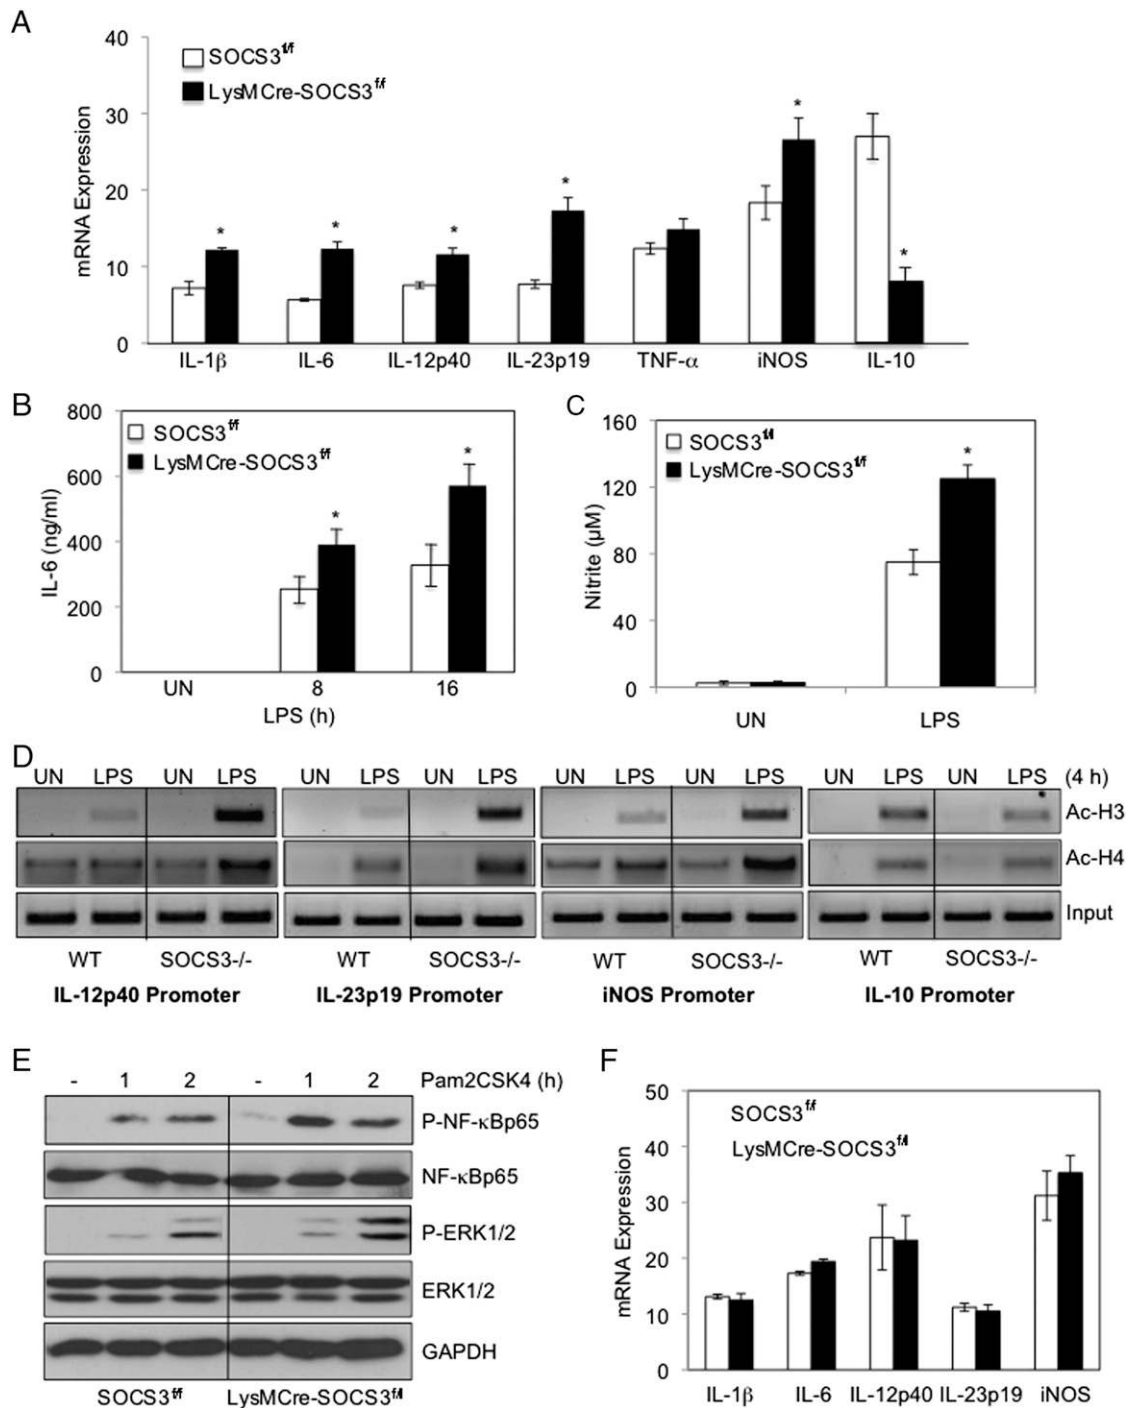 A
40
30
20
10
0
mRNA Expression
SOCS3f/f
LysMCre-SOCS3f/f
* * * * * *
IL-1β IL-6 IL-12p40 IL-23p19 TNF-α iNOS IL-10
B
800
600
400
200
0
IL-6 (ng/ml)
SOCS3f/f
LysMCre-SOCS3f/f
* *
UN 8 16
LPS (h)
C
160
120
80
40
0
Nitrite (µM)
SOCS3f/f
LysMCre-SOCS3f/f
*
UN LPS
D
UN LPS UN LPS UN LPS UN LPS UN LPS UN LPS UN LPS UN LPS (4 h)
Ac-H3
Ac-H4
Input
WT SOCS3-/- WT SOCS3-/- WT SOCS3-/- WT SOCS3-/-
IL-12p40 Promoter IL-23p19 Promoter iNOS Promoter IL-10 Promoter
E
- 1 2 - 1 2 Pam2CSK4 (h)
P-NF-κBp65
NF-κBp65
P-ERK1/2
ERK1/2
GAPDH
SOCS3f/f LysMCre-SOCS3f/f
F
50
40
30
20
10
0
mRNA Expression
SOCS3f/f
LysMCre-SOCS3f/f
IL-1β IL-6 IL-12p40 IL-23p19 iNOS